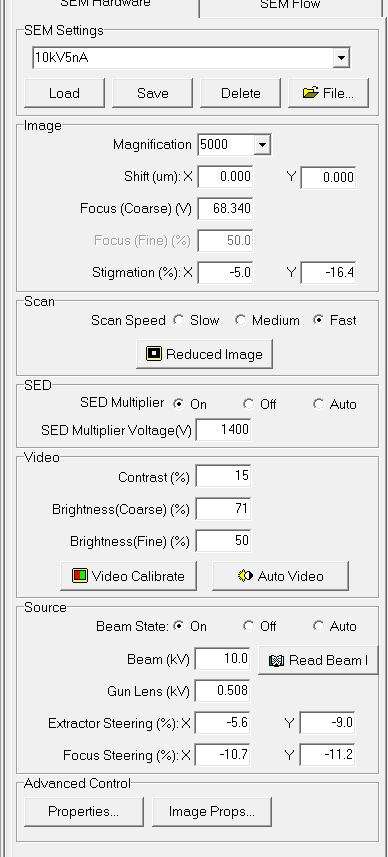 SEM Hardware SEM Flow
SEM Settings
10kV5nA
Load Save Delete File...
Image
Magnification 5000
Shift (um): X 0.000 Y 0.000
Focus (Coarse) (V) 68.340
Focus (Fine) (%) 50.0
Stigmation (%): X -5.0 Y -16.4
Scan
Scan Speed Slow Medium Fast
Reduced Image
SED
SED Multiplier On Off Auto
SED Multiplier Voltage(V) 1400
Video
Contrast (%) 15
Brightness(Coarse) (%) 71
Brightness(Fine) (%) 50
Video Calibrate Auto Video
Source
Beam State: On Off Auto
Beam (kV) 10.0 Read Beam I
Gun Lens (kV) 0.508
Extractor Steering (%): X -5.6 Y -9.0
Focus Steering (%): X -10.7 Y -11.2
Advanced Control
Properties... Image Props...